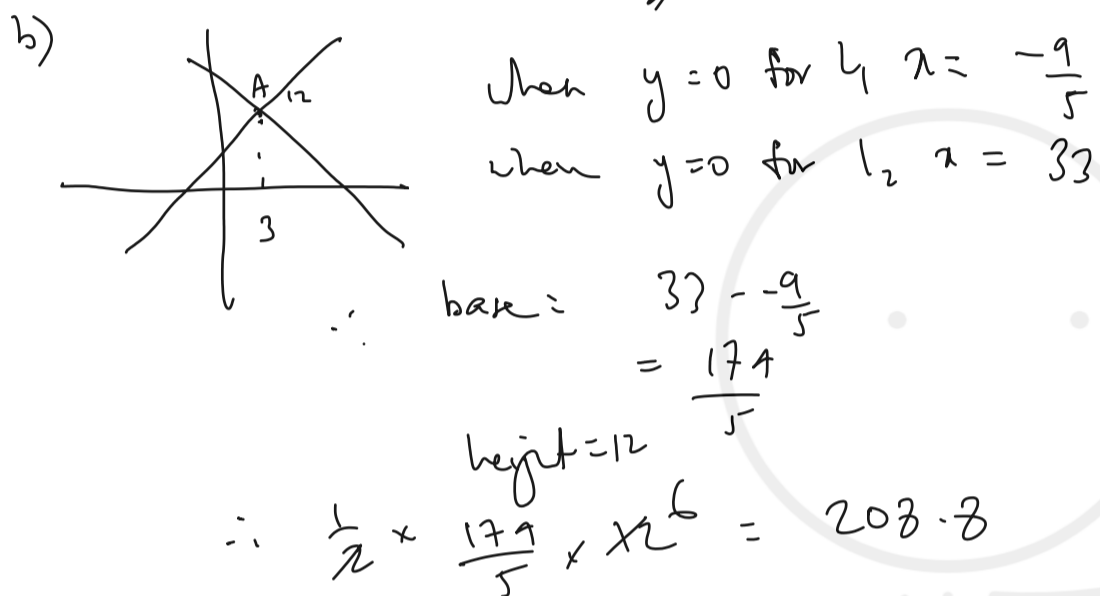 b)
A
12
3
when y = 0 for l₁ x = -9/5
when y = 0 for l₂ x = 33
∴ base = 33 - -9/5
= 174/5
height = 12
∴ 1/2 × 174/5 × 12 6 = 208.8